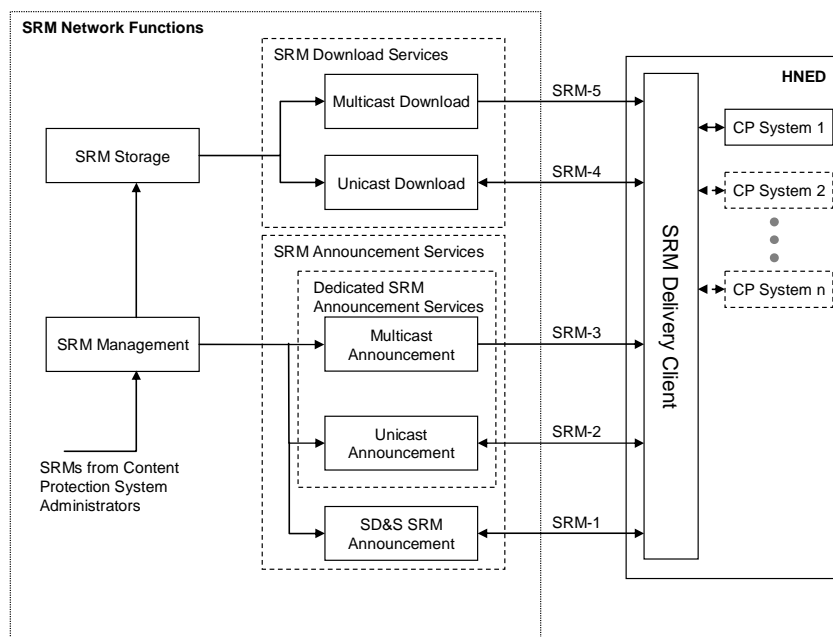 SRM Network Functions
SRM Download Services
Multicast Download
Unicast Download
SRM Storage
SRM Announcement Services
Dedicated SRM
Announcement Services
Multicast
Announcement
Unicast
Announcement
SD&S SRM
Announcement
SRM Management
SRMs from Content
Protection System
Administrators
SRM-5
SRM-4
SRM-3
SRM-2
SRM-1
HNED
SRM Delivery Client
CP System 1
CP System 2
CP System n